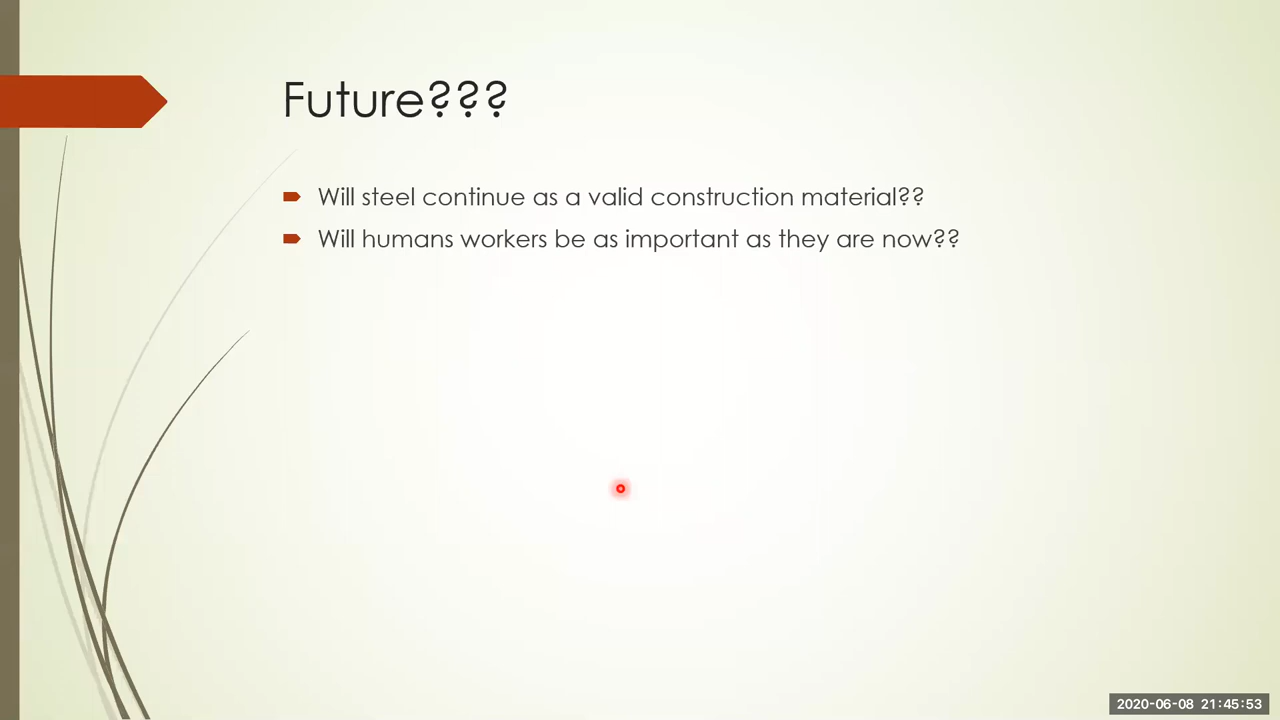 Future???
Will steel continue as a valid construction material??
Will humans workers be as important as they are now??
2020-06-08 21:45:53